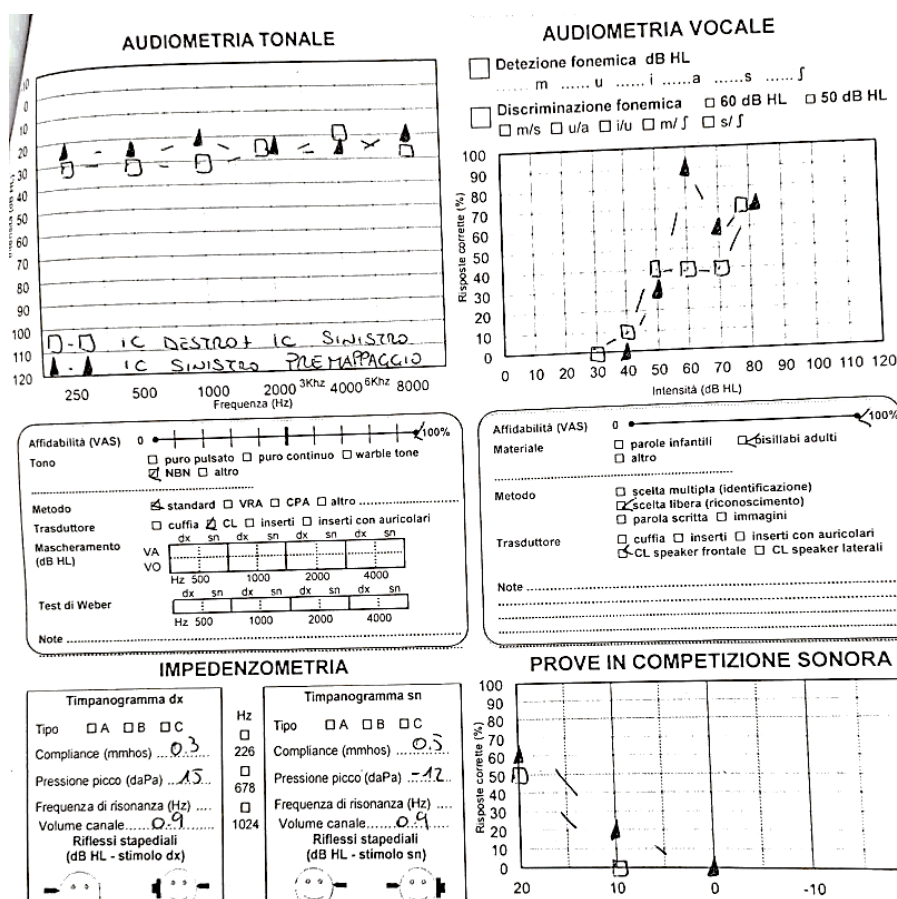 AUDIOMETRIA TONALE
10
0
10
20
30
40
50
60
70
80
90
100
110
120
□-□ IC DESTRO + IC SINISTRO
▲-▲ IC SINISTRO PREMAPPAGGIO
250 500 1000 2000 3Khz 4000 6Khz 8000
Frequenza (Hz)
Affidabilità (VAS) 0 100%
Tono □ puro pulsato □ puro continuo □ warble tone
☑ NBN □ altro
Metodo ☑ standard □ VRA □ CPA □ altro
Trasduttore □ cuffia ☑ CL □ inserti □ inserti con auricolari
Mascheramento (dB HL)
dx sn dx sn dx sn dx sn
VA
VO
Hz 500 1000 2000 4000
dx sn dx sn dx sn dx sn
Test di Weber
Hz 500 1000 2000 4000
Note
AUDIOMETRIA VOCALE
□ Detezione fonemica dB HL
...... m ...... u ...... i ......a ......s ...... ʃ
□ Discriminazione fonemica □ 60 dB HL □ 50 dB HL
□ m/s □ u/a □ i/u □ m/ʃ □ s/ʃ
Risposte corrette (%)
100
90
80
70
60
50
40
30
20
10
0
0 10 20 30 40 50 60 70 80 90 100 110 120
Intensità (dB HL)
Affidabilità (VAS) 0 100%
Materiale □ parole infantili ☑ bisillabi adulti
□ altro
Metodo □ scelta multipla (identificazione)
☑ scelta libera (riconoscimento)
□ parola scritta □ immagini
Trasduttore □ cuffia □ inserti □ inserti con auricolari
☑ CL speaker frontale □ CL speaker laterali
Note
IMPEDENZOMETRIA
Timpanogramma dx
Tipo □ A □ B □ C
Compliance (mmhos) 0.3
Pressione picco (daPa) 15
Frequenza di risonanza (Hz) ....
Volume canale 0.9
Riflessi stapediali
(dB HL - stimolo dx)
Hz
□
226
□
678
□
1024
Timpanogramma sn
Tipo □ A □ B □ C
Compliance (mmhos) 0.5
Pressione picco (daPa) -12
Frequenza di risonanza (Hz) ....
Volume canale 0.9
Riflessi stapediali
(dB HL - stimolo sn)
PROVE IN COMPETIZIONE SONORA
Risposte corrette (%)
100
90
80
70
60
50
40
30
20
10
0
20 10 0 -10